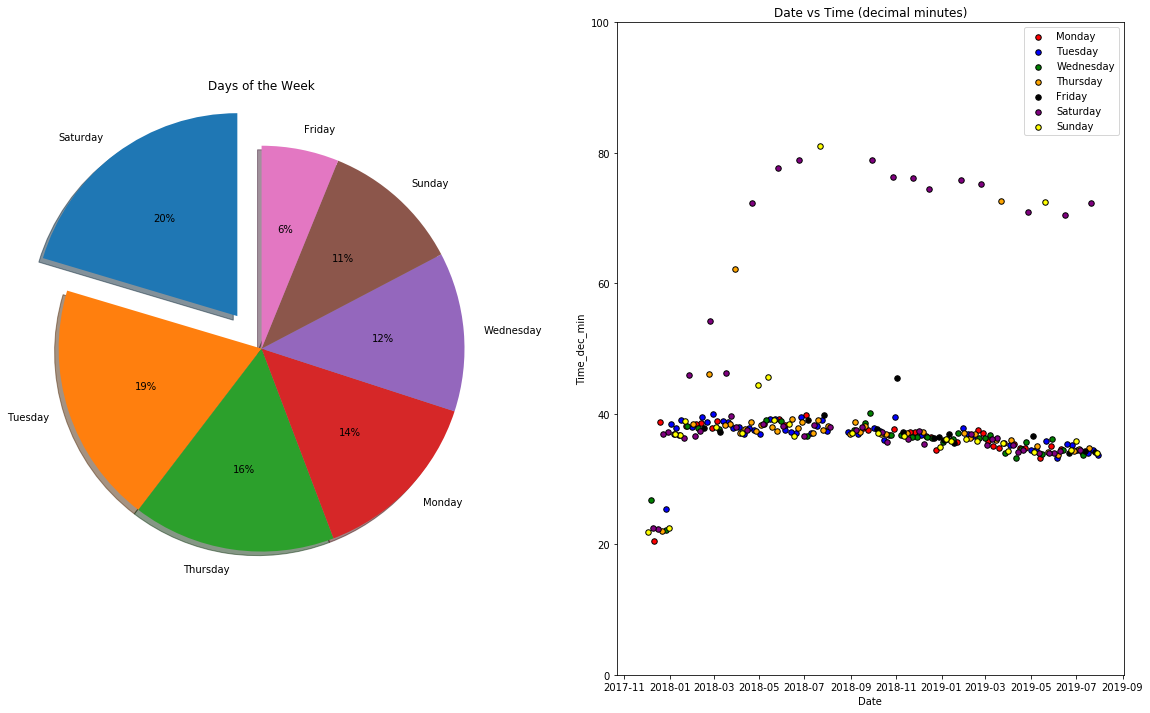 Days of the Week
Saturday
Friday
Sunday
Wednesday
Monday
Thursday
Tuesday
20%
6%
11%
12%
14%
16%
19%
Date vs Time (decimal minutes)
Monday
Tuesday
Wednesday
Thursday
Friday
Saturday
Sunday
Time_dec_min
100
80
60
40
20
0
2017-11 2018-01 2018-03 2018-05 2018-07 2018-09 2018-11 2019-01 2019-03 2019-05 2019-07 2019-09
Date